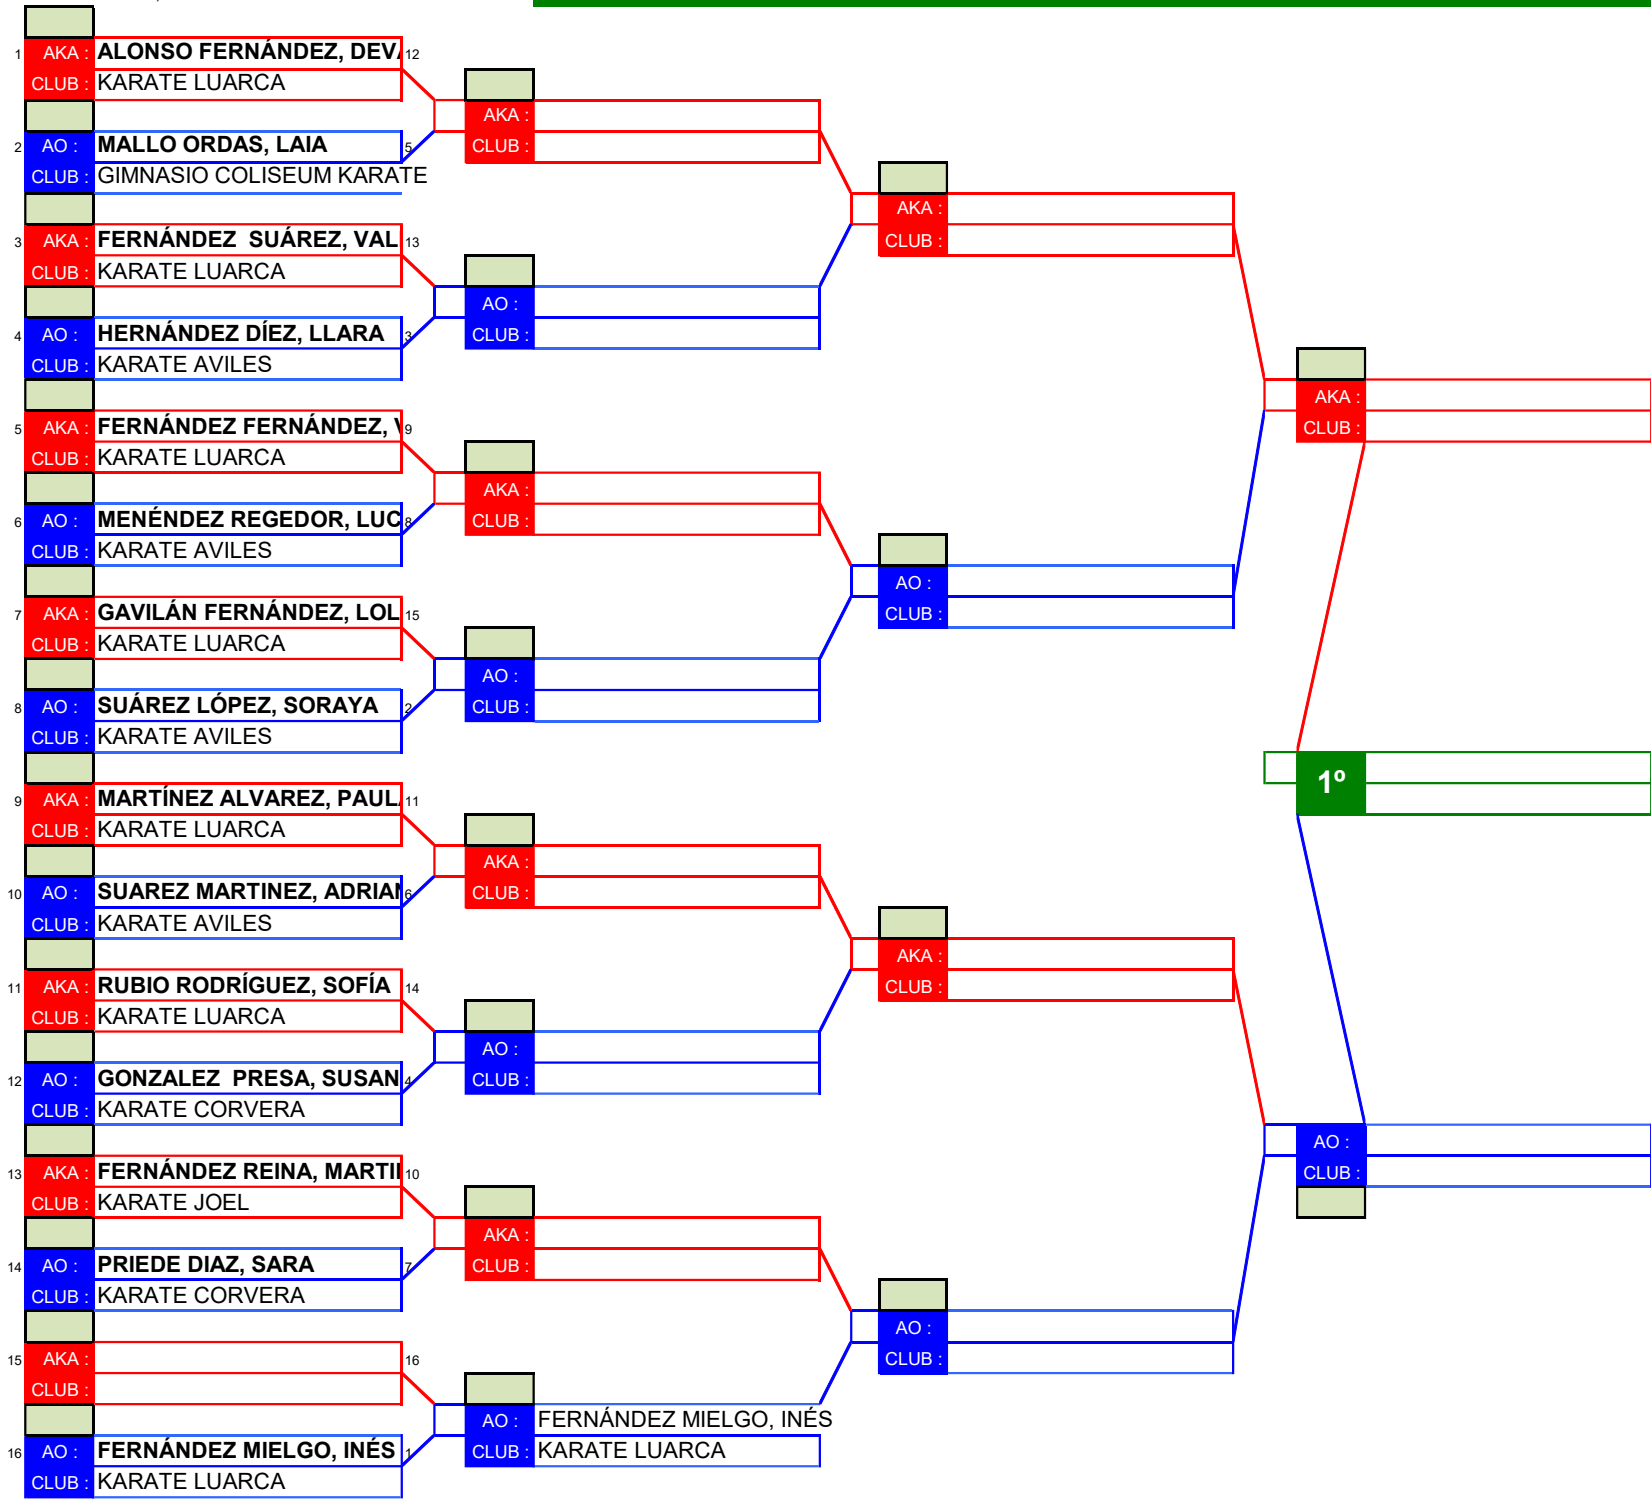 1 AKA : ALONSO FERNÁNDEZ, DEV 12
CLUB : KARATE LUARCA
AKA :
2 AO : MALLO ORDAS, LAIA 5
CLUB :
CLUB : GIMNASIO COLISEUM KARATE
AKA :
3 AKA : FERNÁNDEZ SUÁREZ, VAL 13
CLUB :
CLUB : KARATE LUARCA
AO :
4 AO : HERNÁNDEZ DÍEZ, LLARA 3
CLUB :
CLUB : KARATE AVILES
AKA :
5 AKA : FERNÁNDEZ FERNÁNDEZ, 9
CLUB :
CLUB : KARATE LUARCA
AKA :
6 AO : MENÉNDEZ REGEDOR, LUC 8
CLUB :
CLUB : KARATE AVILES
AO :
7 AKA : GAVILÁN FERNÁNDEZ, LOL 15
CLUB :
CLUB : KARATE LUARCA
AO :
8 AO : SUÁREZ LÓPEZ, SORAYA 2
CLUB :
CLUB : KARATE AVILES
1º
9 AKA : MARTÍNEZ ALVAREZ, PAUL 11
CLUB : KARATE LUARCA
AKA :
10 AO : SUAREZ MARTINEZ, ADRIAN 6
CLUB :
CLUB : KARATE AVILES
AKA :
11 AKA : RUBIO RODRÍGUEZ, SOFÍA 14
CLUB :
CLUB : KARATE LUARCA
AO :
12 AO : GONZALEZ PRESA, SUSAN 4
CLUB :
CLUB : KARATE CORVERA
AO :
13 AKA : FERNÁNDEZ REINA, MARTI 10
CLUB :
CLUB : KARATE JOEL
AKA :
14 AO : PRIEDE DIAZ, SARA 7
CLUB :
CLUB : KARATE CORVERA
AO :
15 AKA : 16
CLUB :
CLUB :
AO : FERNÁNDEZ MIELGO, INÉS
16 AO : FERNÁNDEZ MIELGO, INÉS 1
CLUB : KARATE LUARCA
CLUB : KARATE LUARCA